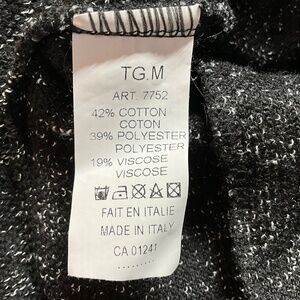 TG.M
ART. 7752
42% COTTON
COTON
39% POLYESTER
POLYESTER
19% VISCOSE
VISCOSE
FAIT EN ITALIE
MADE IN ITALY
CA 01241
.........